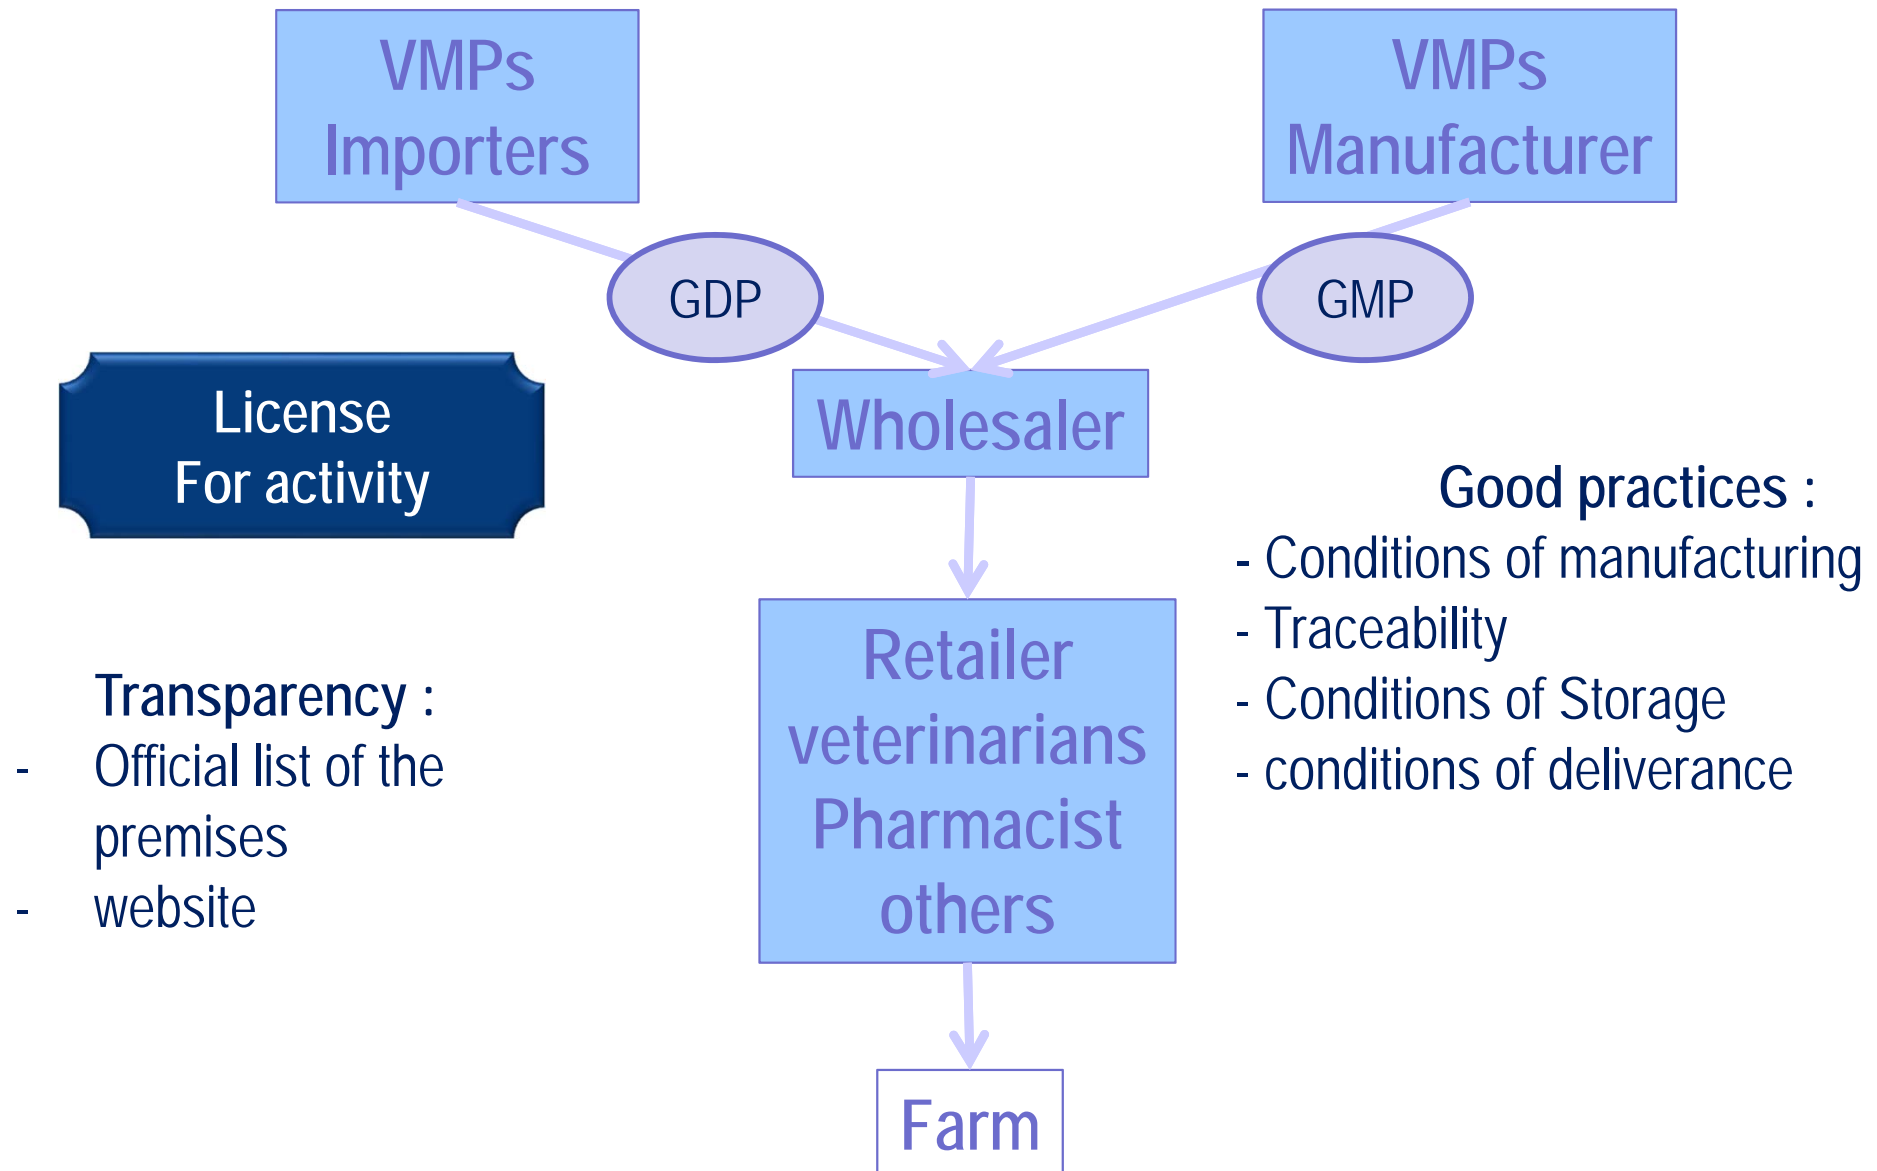 VMPs
Importers
VMPs
Manufacturer
GDP
GMP
License
For activity
Wholesaler
Good practices :
- Conditions of manufacturing
- Traceability
- Conditions of Storage
- conditions of deliverance
Retailer
veterinarians
Pharmacist
others
Transparency :
- Official list of the
premises
- website
Farm